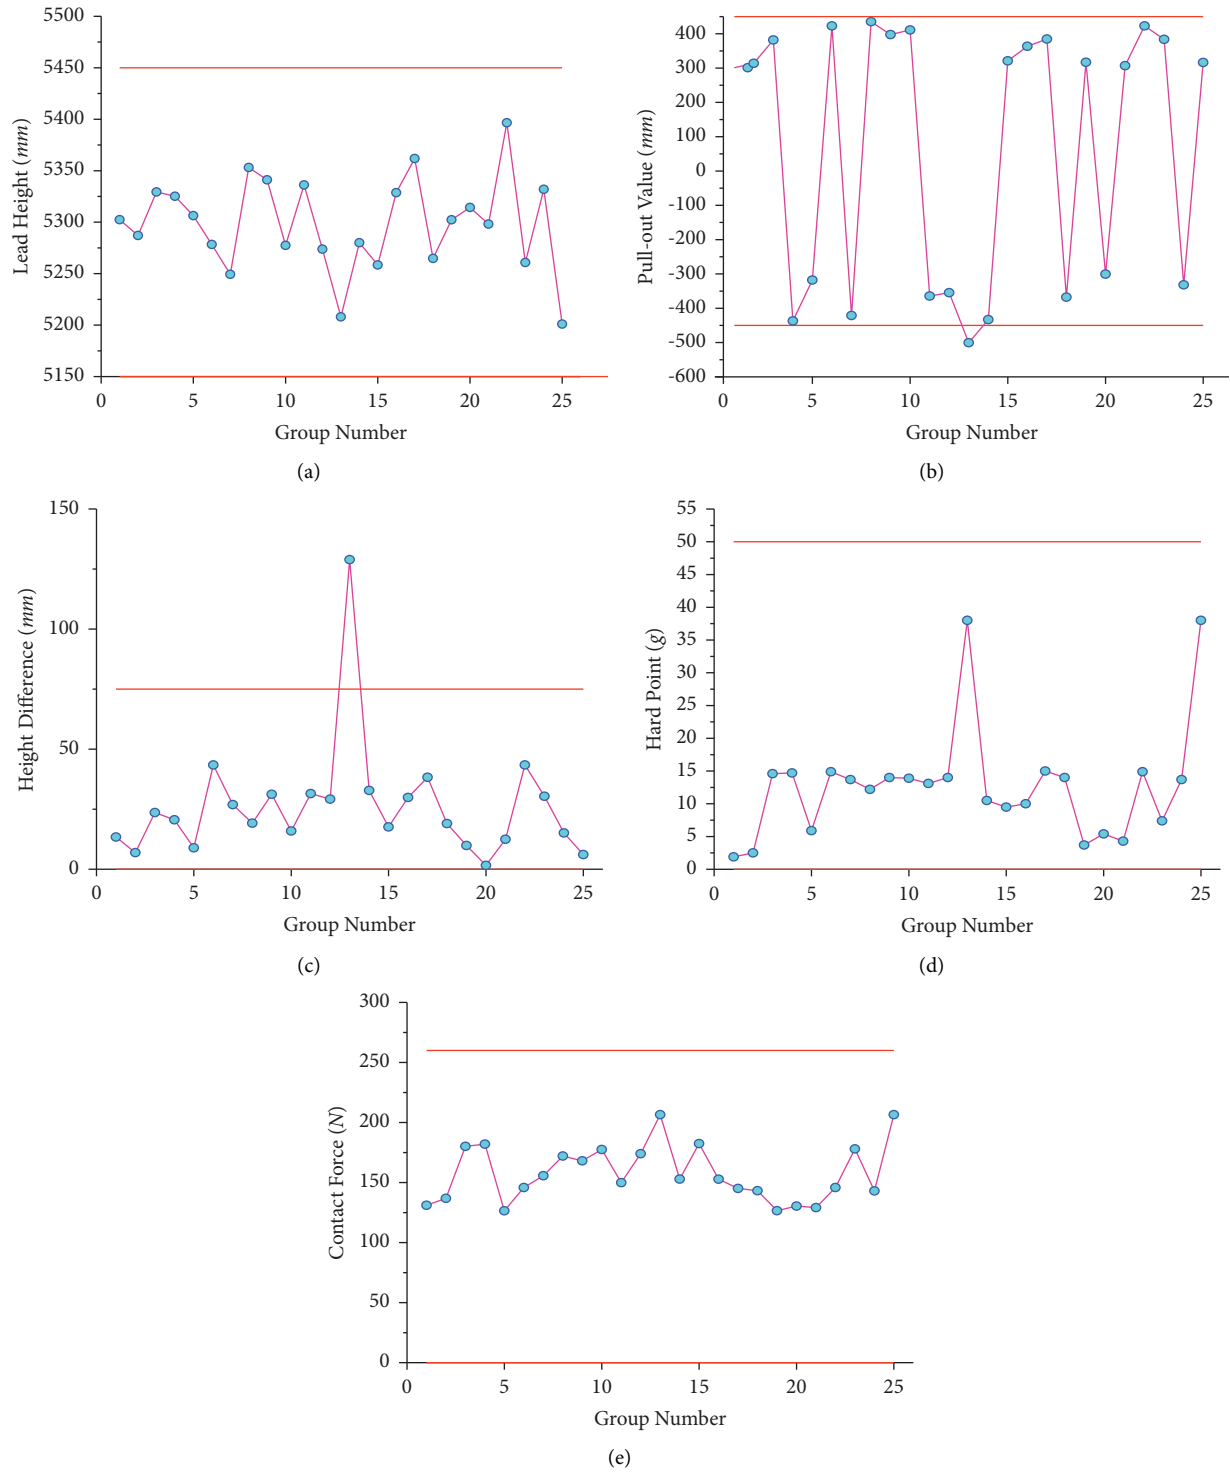 5500
5450
5400
5350
5300
5250
5200
5150
Lead Height (mm)
0 5 10 15 20 25
Group Number
(a)
400
300
200
100
0
-100
-200
-300
-400
-500
-600
Pull-out Value (mm)
5 10 15 20 25
Group Number
(b)
150
100
50
0
Height Difference (mm)
0 5 10 15 20 25
Group Number
(c)
55
50
45
40
35
30
25
20
15
10
5
0
Hard Point (g)
0 5 10 15 20 25
Group Number
(d)
300
250
200
150
100
50
0
Contact Force (N)
0 5 10 15 20 25
Group Number
(e)